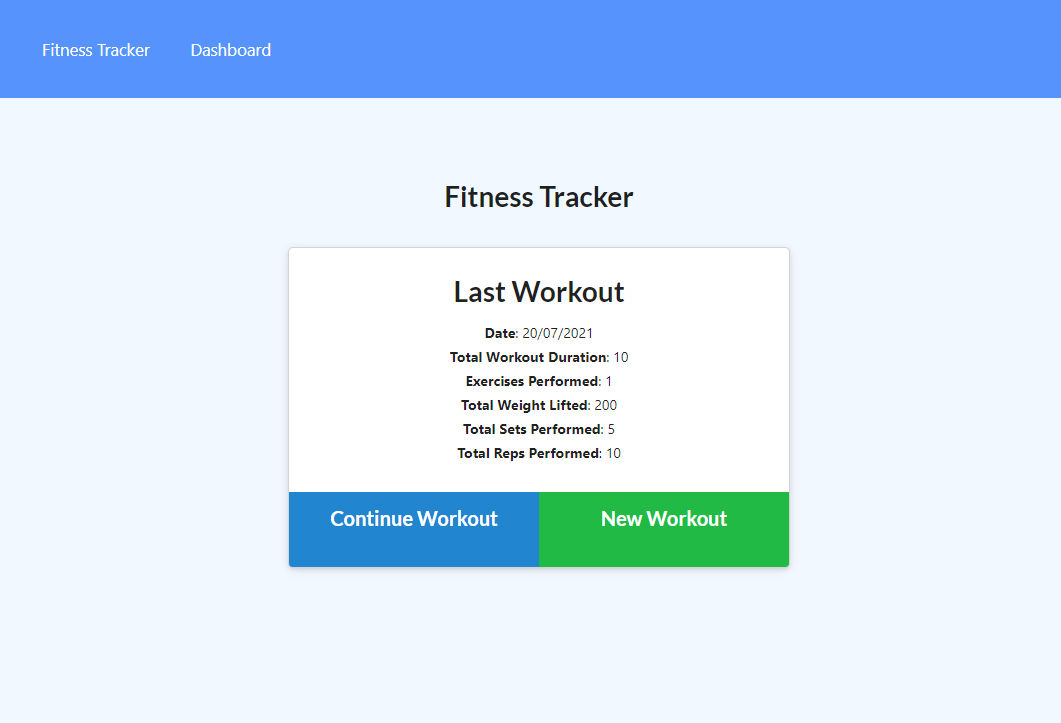 Fitness Tracker Dashboard
Fitness Tracker
Last Workout
Date: 20/07/2021
Total Workout Duration: 10
Exercises Performed: 1
Total Weight Lifted: 200
Total Sets Performed: 5
Total Reps Performed: 10
Continue Workout New Workout